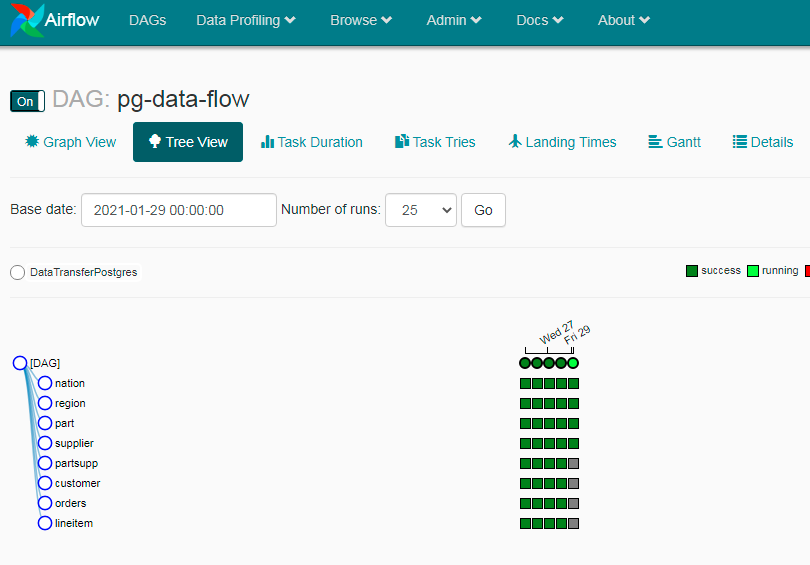 Airflow DAGs Data Profiling Browse Admin Docs About
On DAG: pg-data-flow
Graph View Tree View Task Duration Task Tries Landing Times Gantt Details
Base date: 2021-01-29 00:00:00 Number of runs: 25 Go
DataTransferPostgres success running
Wed 27 Fri 29
[DAG]
nation
region
part
supplier
partsupp
customer
orders
lineitem